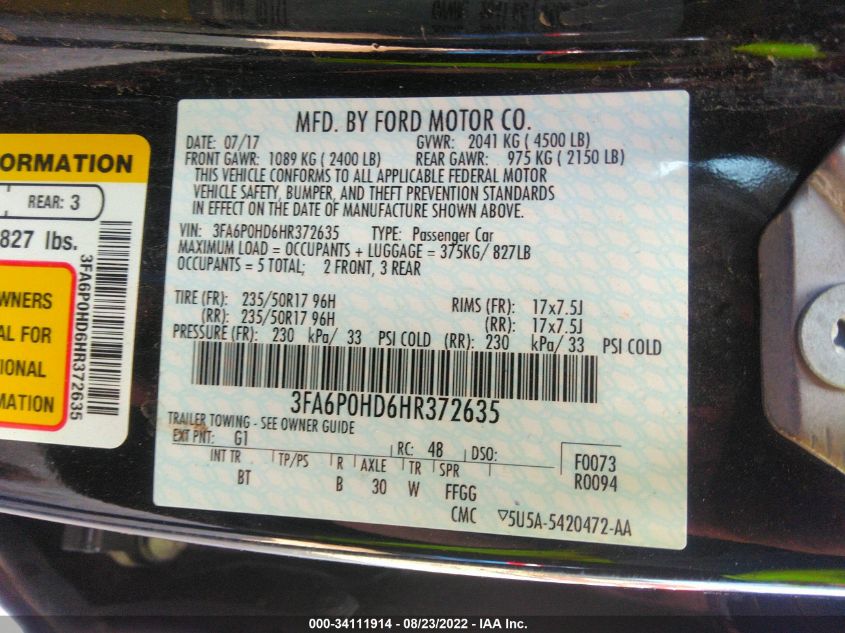 MFD. BY FORD MOTOR CO.
DATE: 07/17 GVWR: 2041 KG ( 4500 LB)
FRONT GAWR: 1089 KG ( 2400 LB) REAR GAWR: 975 KG ( 2150 LB)
THIS VEHICLE CONFORMS TO ALL APPLICABLE FEDERAL MOTOR
VEHICLE SAFETY, BUMPER, AND THEFT PREVENTION STANDARDS
IN EFFECT ON THE DATE OF MANUFACTURE SHOWN ABOVE.
VIN: 3FA6P0HD6HR372635 TYPE: Passenger Car
MAXIMUM LOAD = OCCUPANTS + LUGGAGE = 375KG/ 827LB
OCCUPANTS = 5 TOTAL; 2 FRONT, 3 REAR
TIRE (FR): 235/50R17 96H RIMS (FR): 17x7.5J
(RR): 235/50R17 96H (RR): 17x7.5J
PRESSURE (FR): 230 kPa/ 33 PSI COLD (RR): 230 kPa/ 33 PSI COLD
3FA6P0HD6HR372635
TRAILER TOWING - SEE OWNER GUIDE
EXT PNT: G1 RC: 48 DSO:
INT TR TP/PS R AXLE TR SPR
BT B 30 W FFGG
F0073
R0094
CMC ▽5U5A-5420472-AA
ORMATION
REAR: 3
827 lbs.
WNERS
AL FOR
IONAL
MATION
3FA6P0HD6HR372635
000-34111914 - 08/23/2022 - IAA Inc.